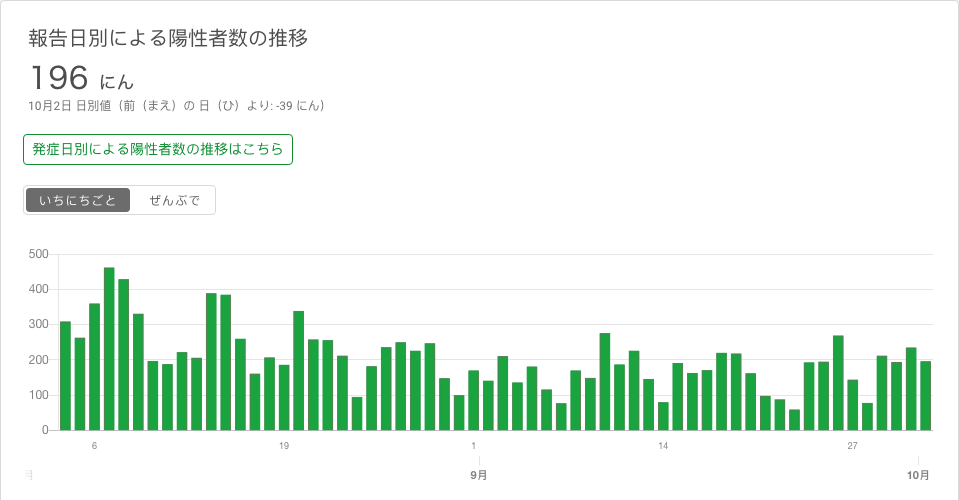 報告日別による陽性者数の推移
196 にん
10月2日 日別値（前（まえ）の 日（ひ）より: -39 にん）
発症日別による陽性者数の推移はこちら
いちにちごと ぜんぶで
500
400
300
200
100
0
6 19 1 14 27
月 9月 10月